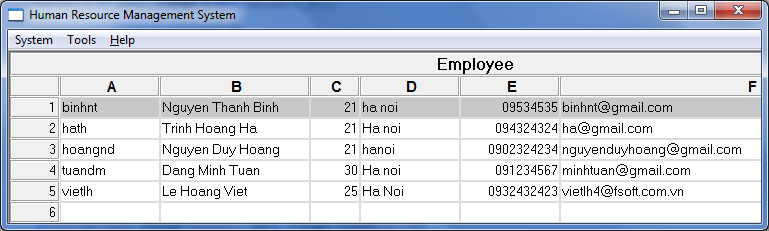 Human Resource Management System
System Tools Help
Employee
A B C D E F
1 binhnt Nguyen Thanh Binh 21 ha noi 09534535 binhnt@gmail.com
2 hath Trinh Hoang Ha 21 Ha noi 094324324 ha@gmail.com
3 hoangnd Nguyen Duy Hoang 21 hanoi 0902324234 nguyenduyhoang@gmail.com
4 tuandm Dang Minh Tuan 30 Ha noi 091234567 minhtuan@gmail.com
5 vietlh Le Hoang Viet 25 Ha Noi 0932432423 vietlh4@fsoft.com.vn
6